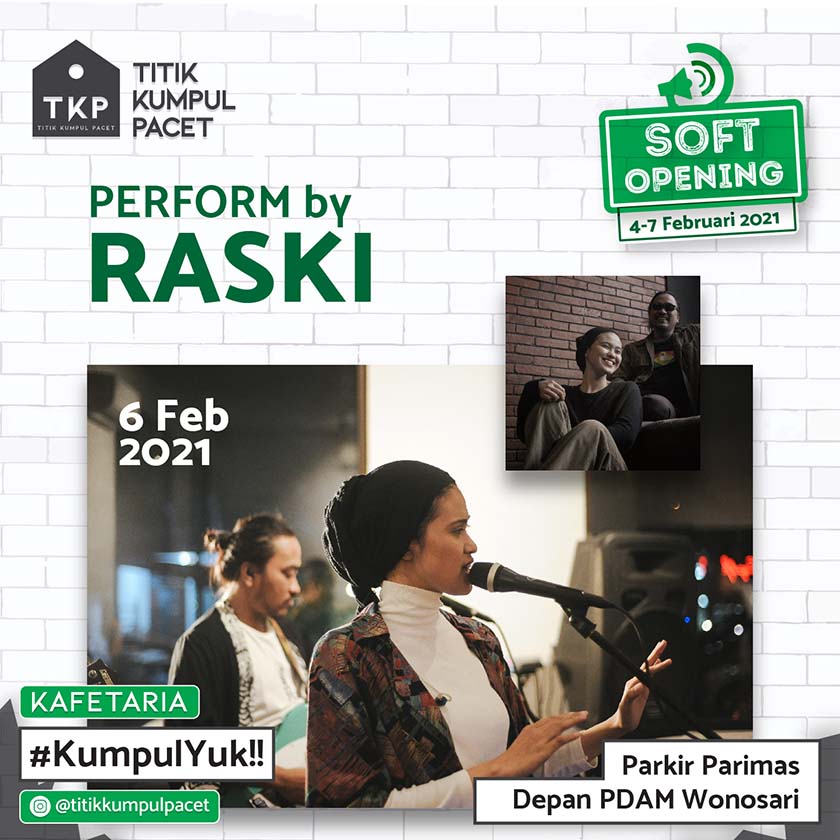 TKP
TITIK KUMPUL PACET
TITIK
KUMPUL
PACET
SOFT
OPENING
4-7 Februari 2021
PERFORM by
RASKI
6 Feb
2021
KAFETARIA
#KumpulYuk!!
@titikkumpulpacet
Parkir Parimas
Depan PDAM Wonosari